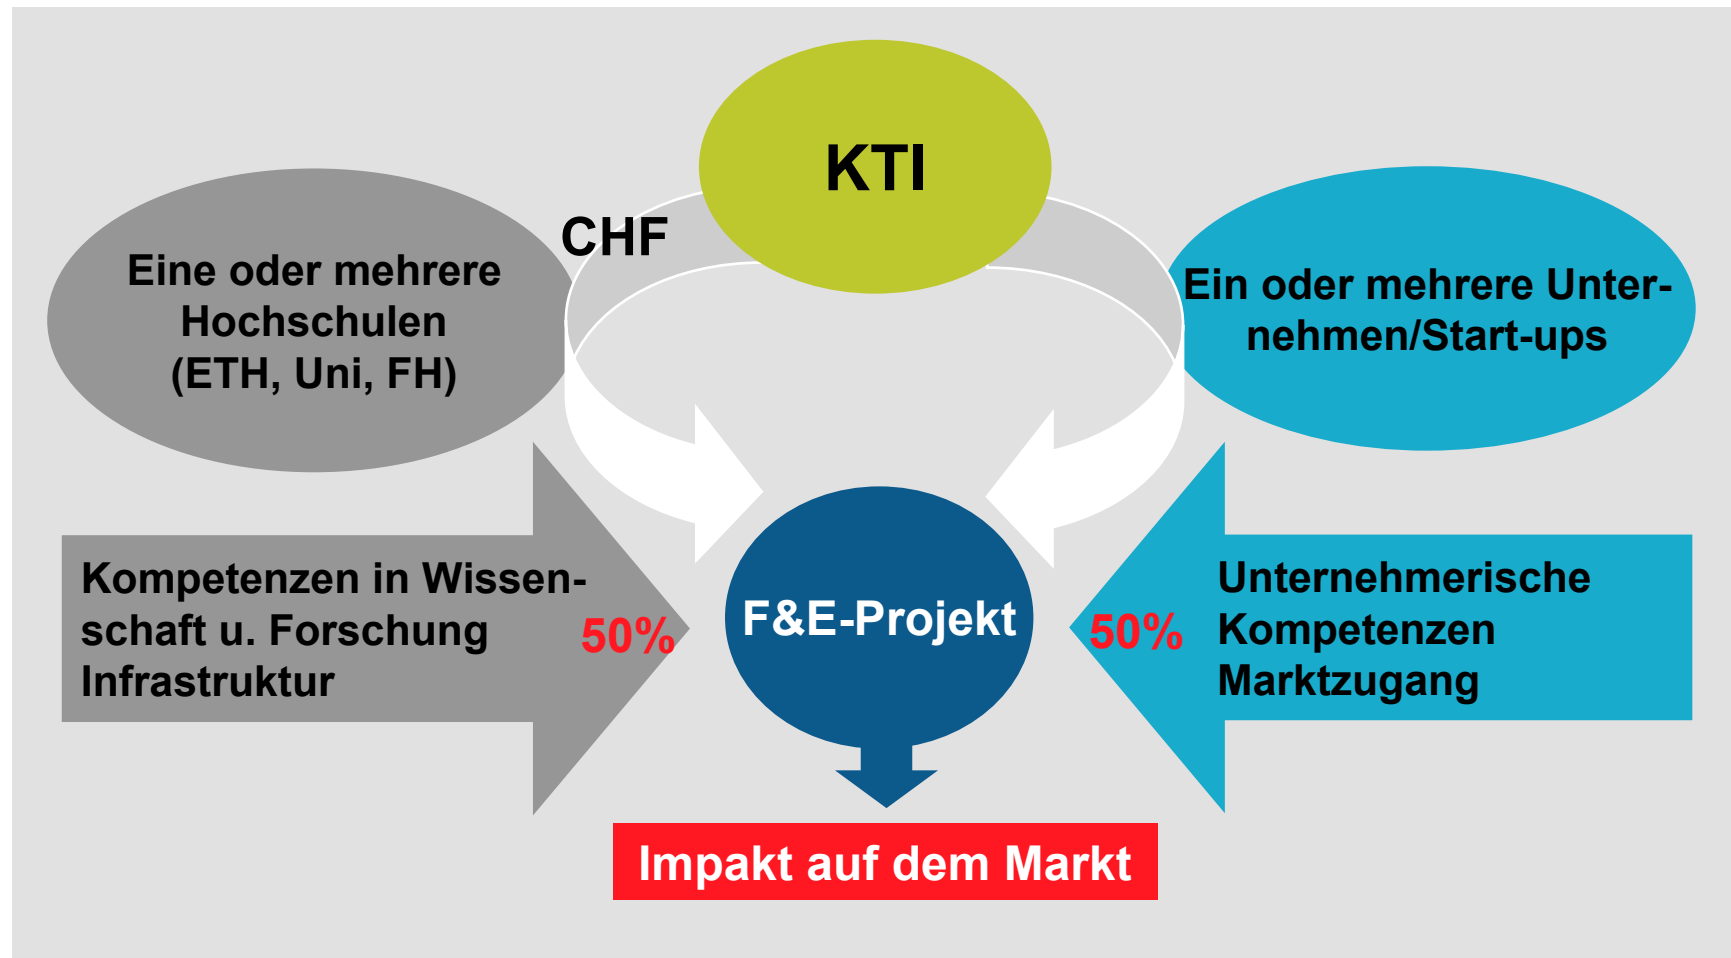 KTI
CHF
Eine oder mehrere
Hochschulen
(ETH, Uni, FH)
Ein oder mehrere Unter-
nehmen/Start-ups
Kompetenzen in Wissen-
schaft u. Forschung
Infrastruktur
50%
F&E-Projekt
50%
Unternehmerische
Kompetenzen
Marktzugang
Impakt auf dem Markt